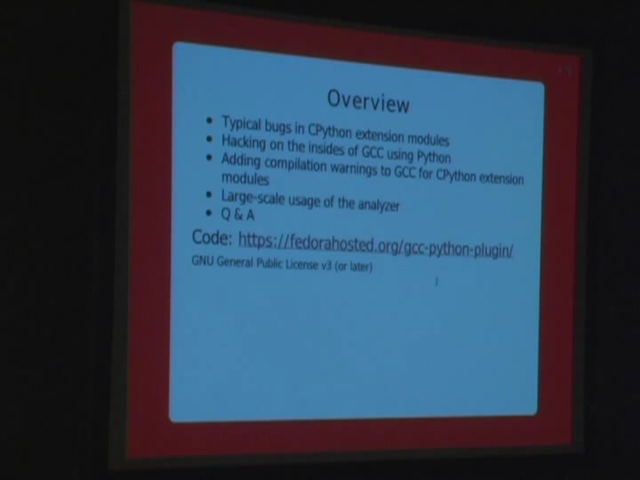 Overview
• Typical bugs in CPython extension modules
• Hacking on the insides of GCC using Python
• Adding compilation warnings to GCC for CPython extension
modules
• Large-scale usage of the analyzer
• Q & A
Code: https://fedorahosted.org/gcc-python-plugin/
GNU General Public License v3 (or later)